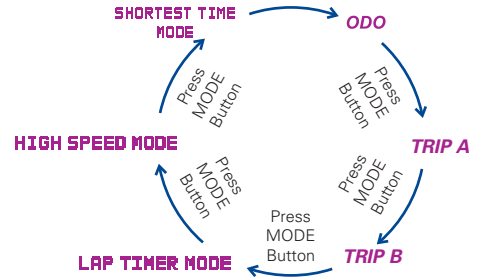 SHORTEST TIME
MODE
ODO
Press
MODE
Button
TRIP A
Press
MODE
Button
TRIP B
Press
MODE
Button
LAP TIMER MODE
Press
MODE
Button
HIGH SPEED MODE
Press
MODE
Button